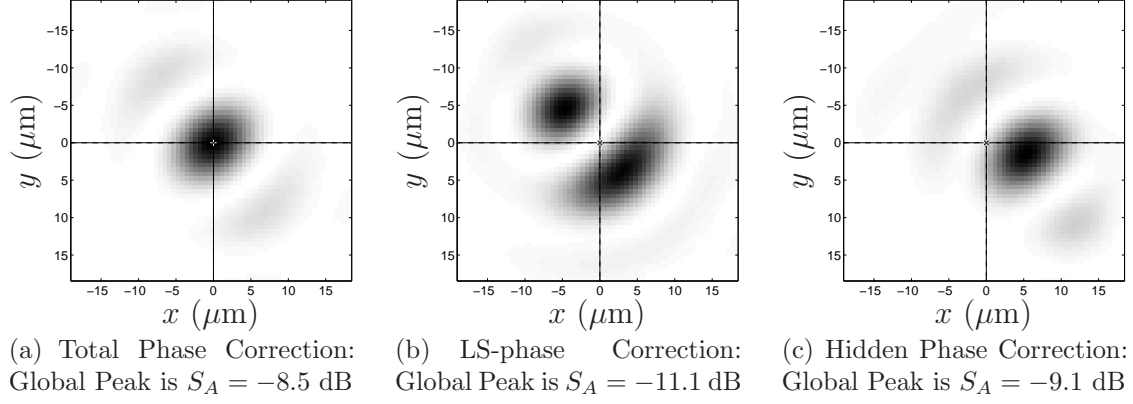 −15
−10
−5
0
5
10
15
y (μm)
−15 −10 −5 0 5 10 15
x (μm)
(a) Total Phase Correction:
Global Peak is S_A = −8.5 dB
−15
−10
−5
0
5
10
15
y (μm)
−15 −10 −5 0 5 10 15
x (μm)
(b) LS-phase Correction:
Global Peak is S_A = −11.1 dB
−15
−10
−5
0
5
10
15
y (μm)
−15 −10 −5 0 5 10 15
x (μm)
(c) Hidden Phase Correction:
Global Peak is S_A = −9.1 dB